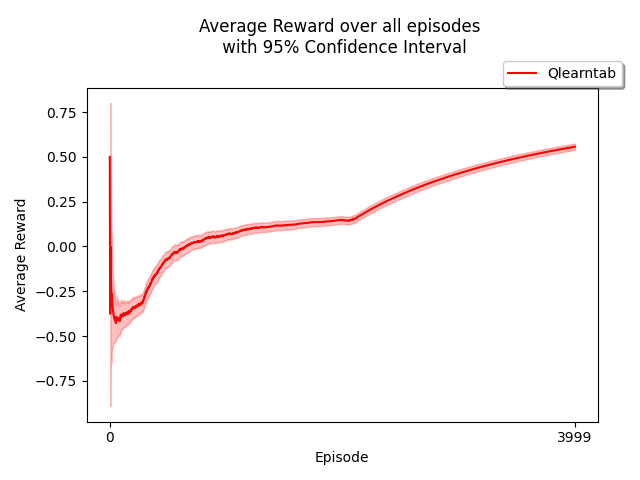 Average Reward over all episodes
with 95% Confidence Interval
Qlearntab
0.75
0.50
0.25
0.00
−0.25
−0.50
−0.75
Average Reward
0
3999
Episode